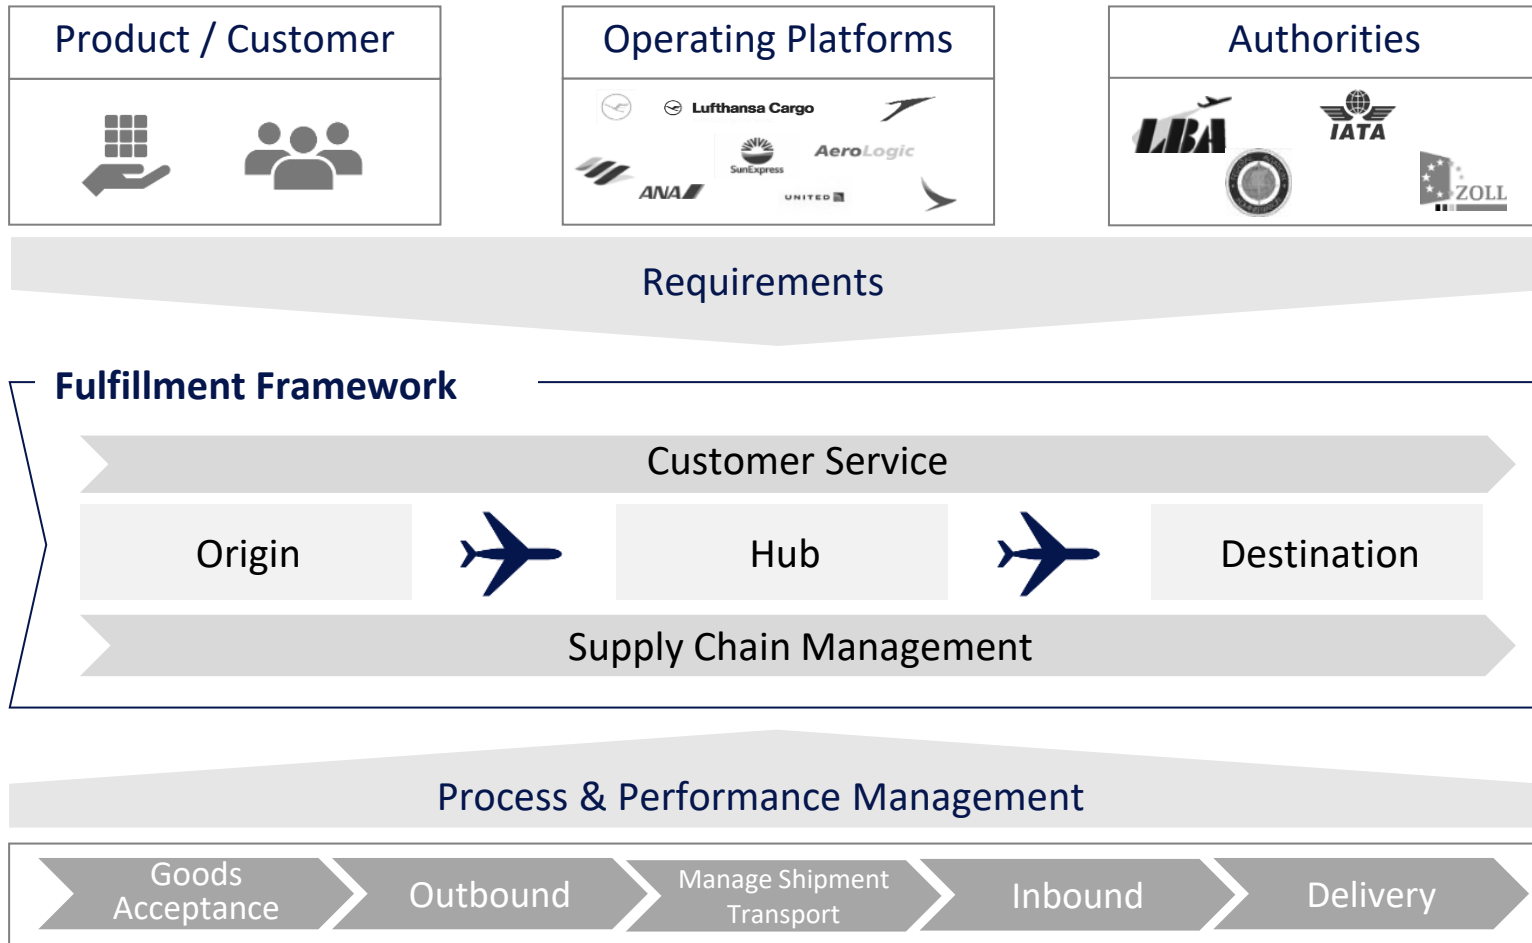 Product / Customer
Operating Platforms
Authorities
Lufthansa Cargo
SunExpress
AeroLogic
ANA
UNITED
LBA
IATA
ZOLL
Requirements
Fulfillment Framework
Customer Service
Origin
Hub
Destination
Supply Chain Management
Process & Performance Management
Goods
Acceptance
Outbound
Manage Shipment
Transport
Inbound
Delivery